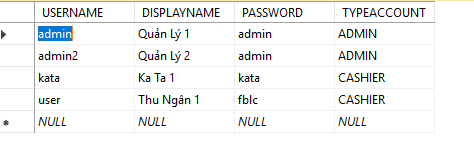 USERNAME DISPLAYNAME PASSWORD TYPEACCOUNT
admin Quản Lý 1 admin ADMIN
admin2 Quản Lý 2 admin ADMIN
kata Ka Ta 1 kata CASHIER
user Thu Ngân 1 fblc CASHIER
NULL NULL NULL NULL